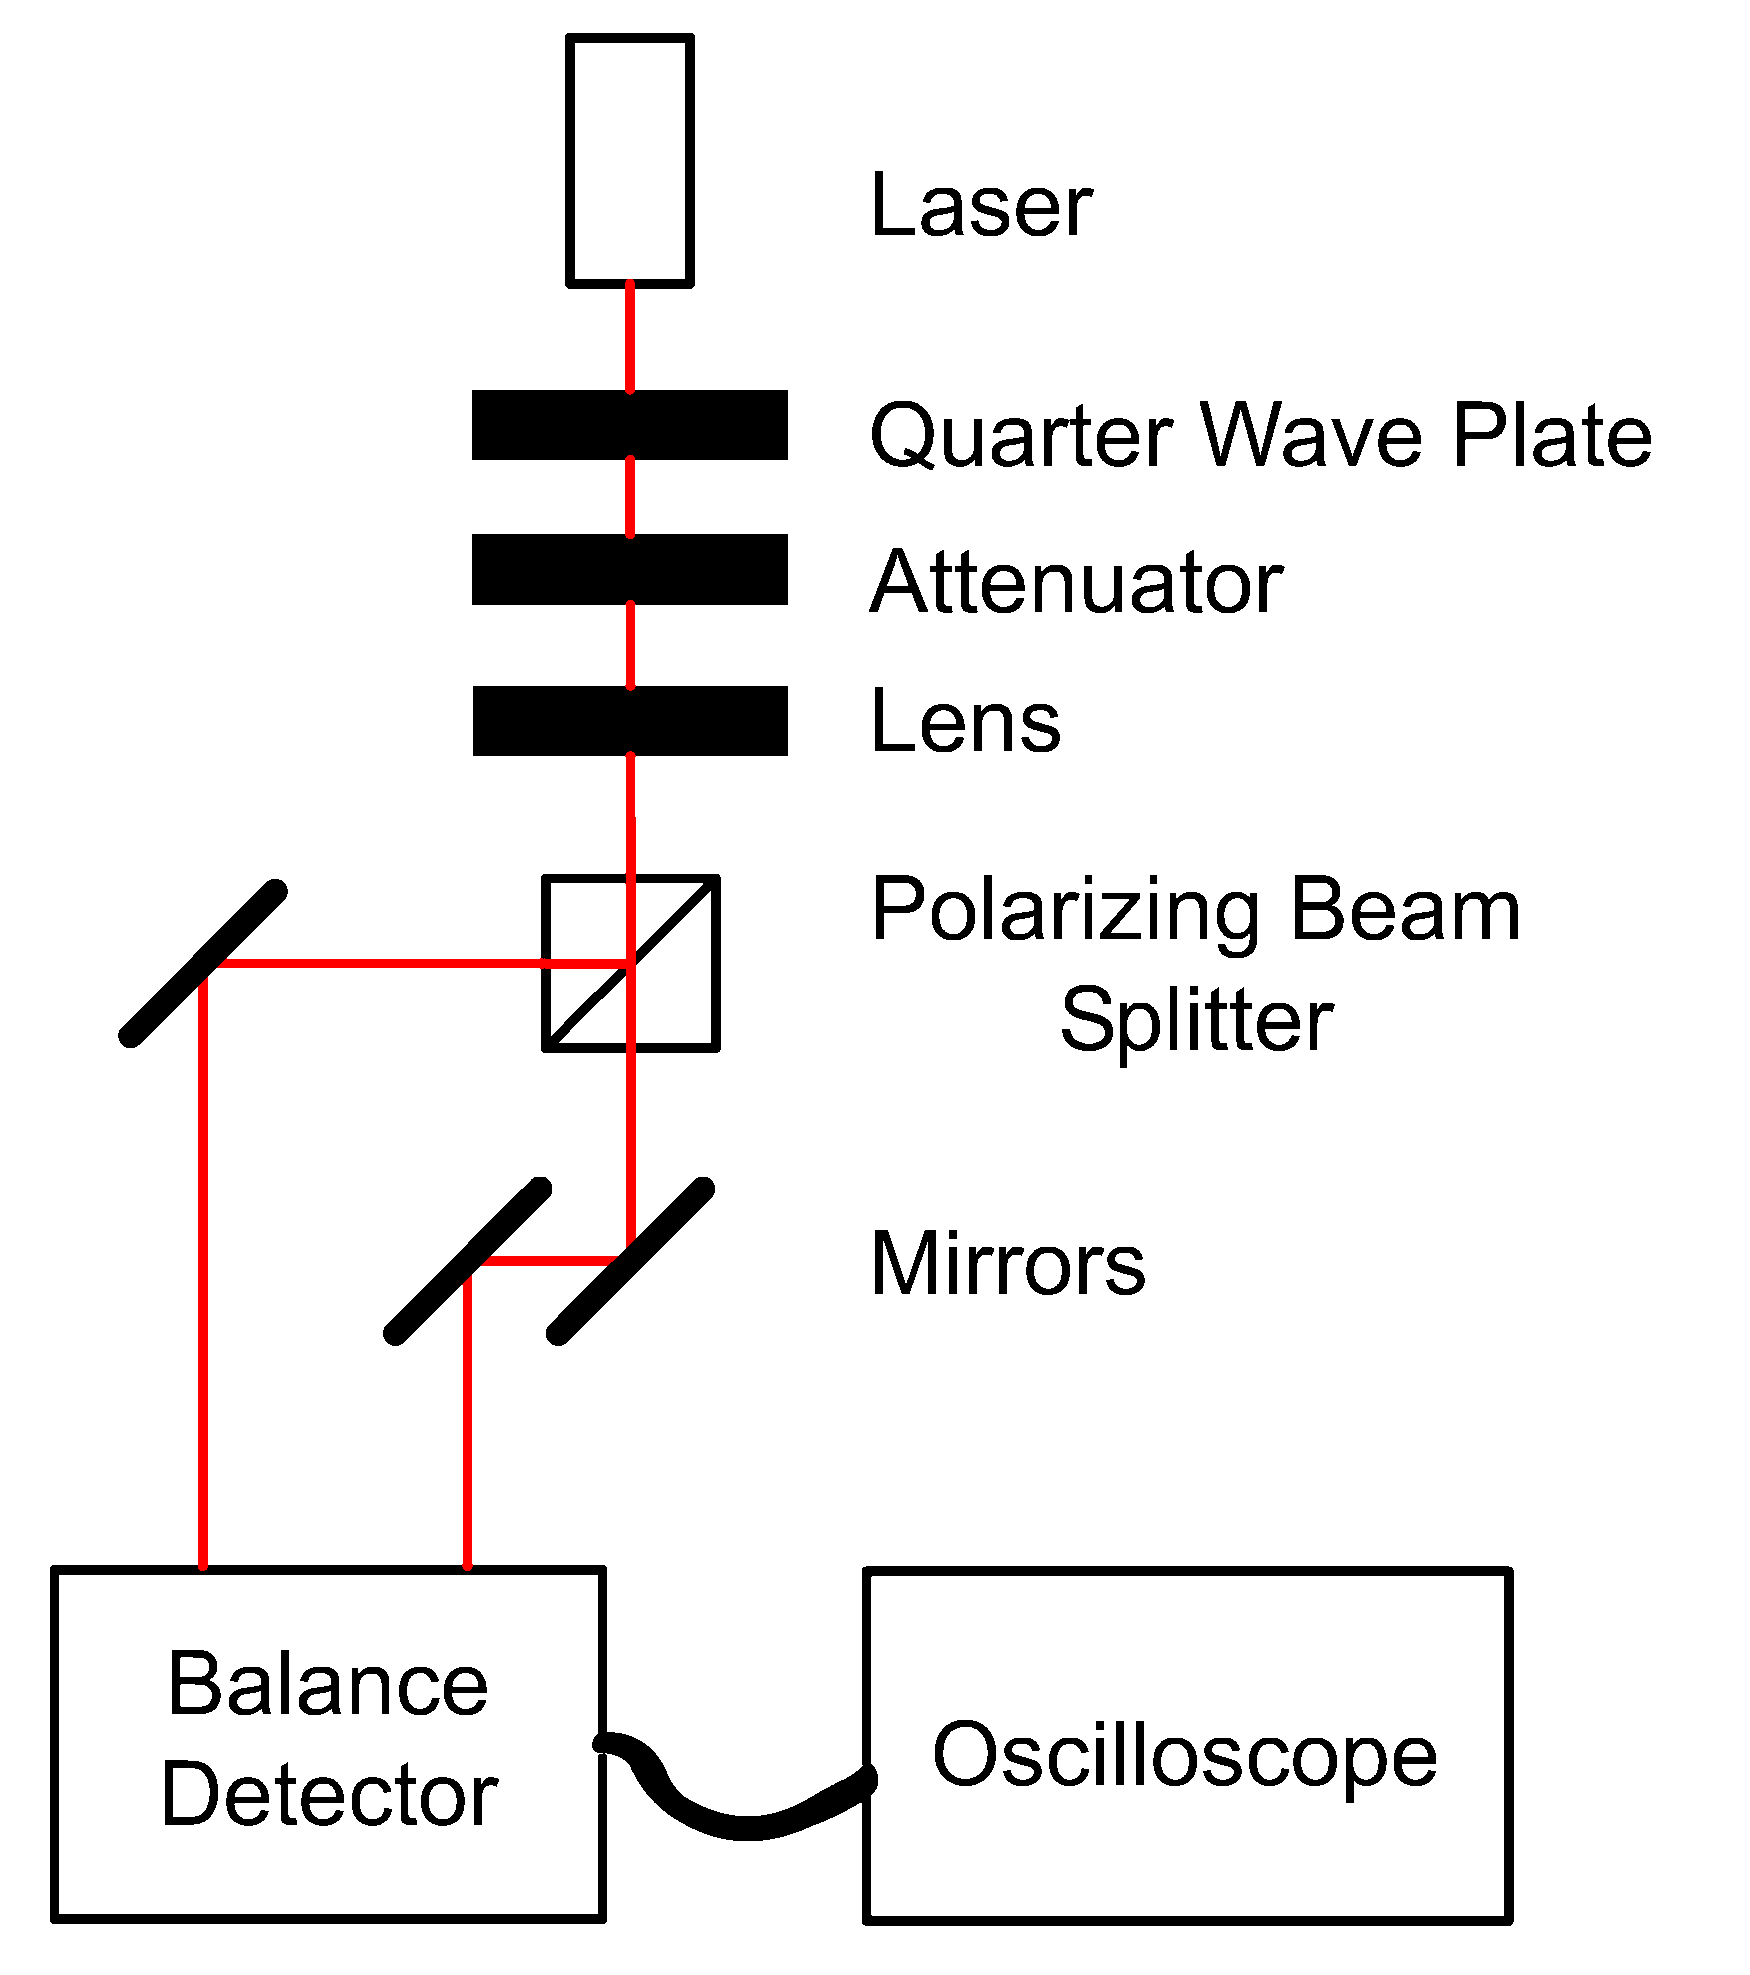 Laser
Quarter Wave Plate
Attenuator
Lens
Polarizing Beam
Splitter
Mirrors
Balance
Detector
Oscilloscope